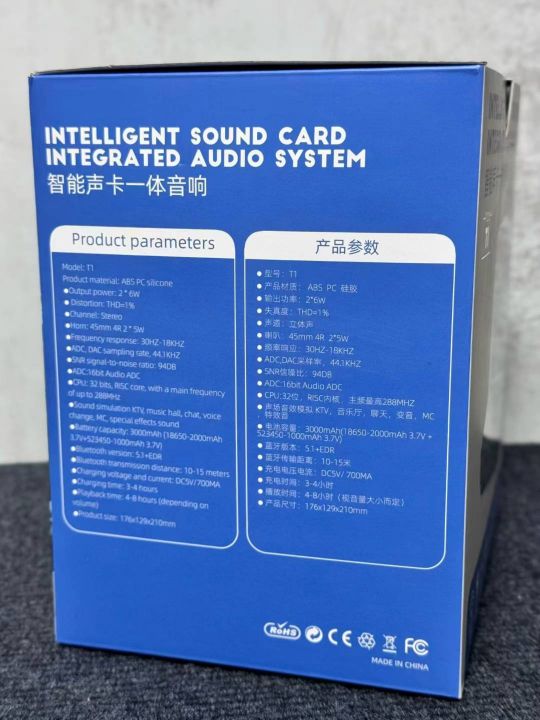 INTELLIGENT SOUND CARD
INTEGRATED AUDIO SYSTEM
智能声卡一体音响
Product parameters
Model: T1
Product material: ABS PC silicone
●Output power: 2 * 6W
● Distortion: THD=1%
●Channel: Stereo
●Horn: 45mm 4R 2 * 5W
●Frequency response: 30HZ-18KHZ
●ADC, DAC sampling rate, 44.1KHZ
●SNR signal-to-noise ratio: 94DB
●ADC:16bit Audio ADC
●CPU: 32 bits, RISC core, with a main frequency
of up to 288MHz
●Sound simulation KTV, music hall, chat, voice
change, MC, special effects sound
●Battery capacity: 3000mAh (18650-2000mAh
3.7V+523450-1000mAh 3.7V)
●Bluetooth version: 5.1+EDR
●Bluetooth transmission distance: 10-15 meters
●Charging voltage and current: DC5V/ 700MA
●Charging time: 3-4 hours
●Playback time: 4-8 hours (depending on
volume)
●Product size: 176x129x210mm
产品参数
● 型号: T1
● 产品材质: ABS PC 硅胶
● 输出功率: 2*6W
● 失真度: THD=1%
● 声道: 立体声
● 喇叭: 45mm 4R 2*5W
● 频率响应: 30HZ-18KHZ
● ADC,DAC采样率, 44.1KHZ
● SNR信燥比: 94DB
● ADC:16bit Audio ADC
● CPU:32位, RISC内核, 主频最高288MHZ
● 声场音效模拟 KTV, 音乐厅, 聊天, 变音, MC
特效音
● 电池容量: 3000mAh(18650-2000mAh 3.7V +
523450-1000mAh 3.7V)
● 蓝牙版本: 5.1+EDR
● 蓝牙传输距离: 10-15米
● 充电电压电流: DC5V/ 700MA
● 充电时间: 3-4小时
● 播放时间: 4-8小时 (视音量大小而定)
● 产品尺寸: 176x129x210mm
RoHS CE FC
MADE IN CHINA